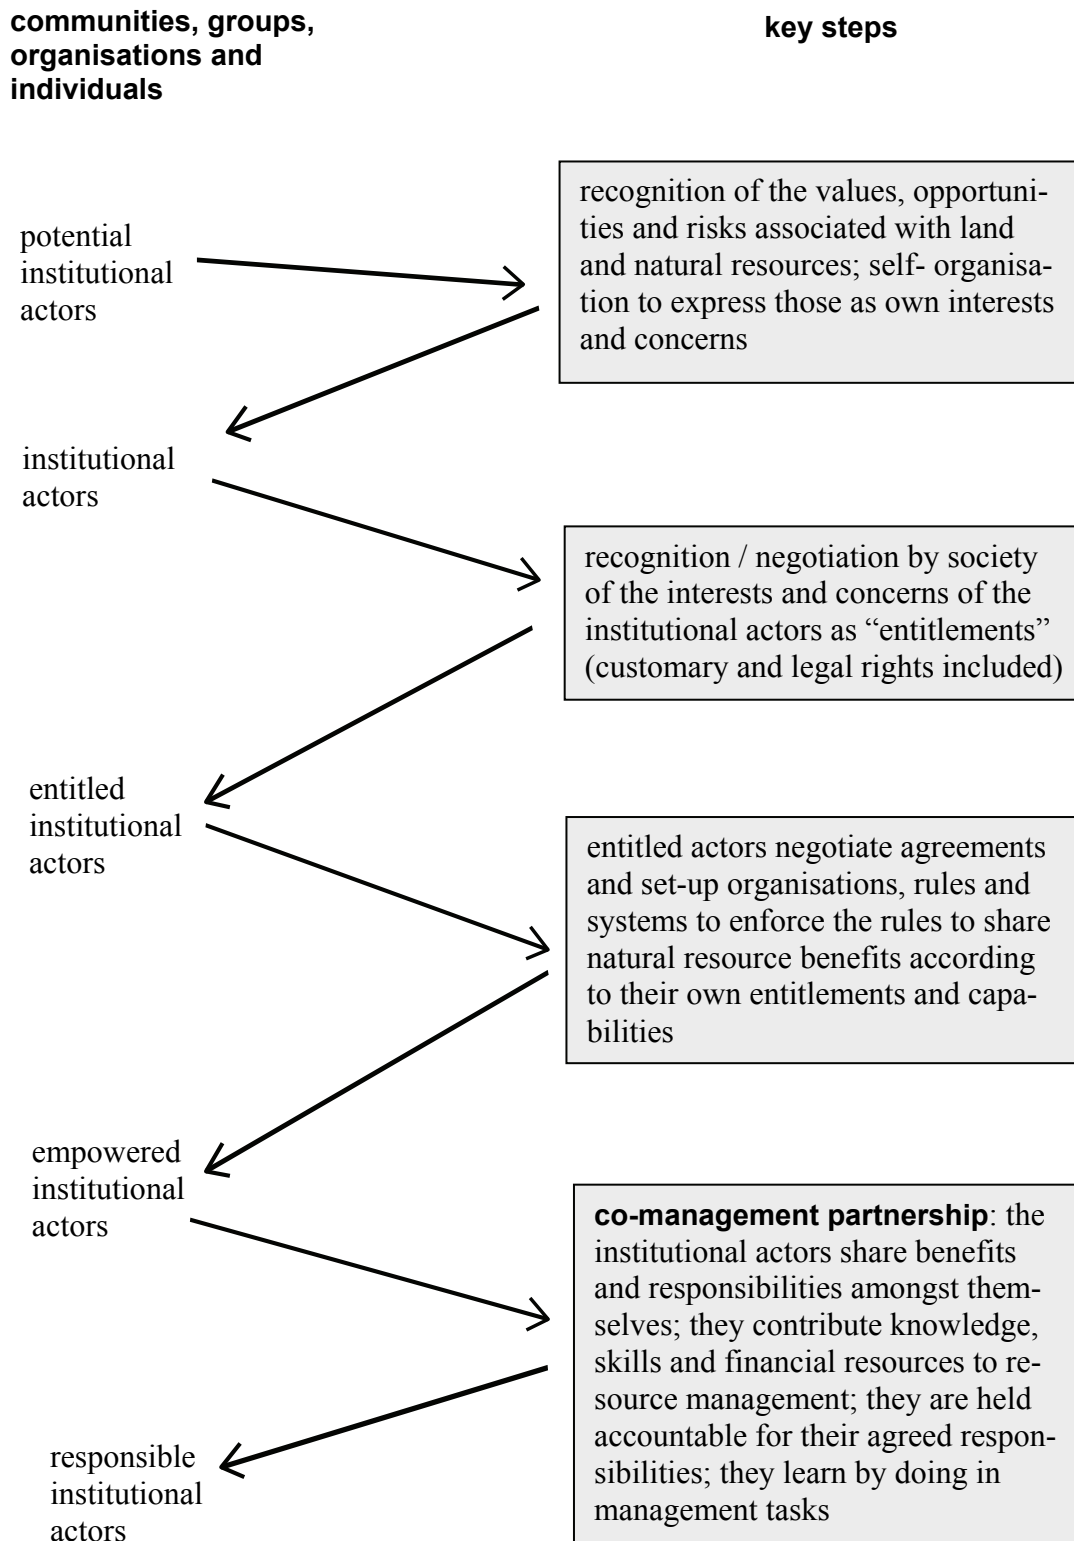 communities, groups,
organisations and
individuals
key steps
potential
institutional
actors
recognition of the values, opportuni-
ties and risks associated with land
and natural resources; self- organisa-
tion to express those as own interests
and concerns
institutional
actors
recognition / negotiation by society
of the interests and concerns of the
institutional actors as “entitlements”
(customary and legal rights included)
entitled
institutional
actors
entitled actors negotiate agreements
and set-up organisations, rules and
systems to enforce the rules to share
natural resource benefits according
to their own entitlements and capa-
bilities
empowered
institutional
actors
co-management partnership: the
institutional actors share benefits
and responsibilities amongst them-
selves; they contribute knowledge,
skills and financial resources to re-
source management; they are held
accountable for their agreed respon-
sibilities; they learn by doing in
management tasks
responsible
institutional
actors